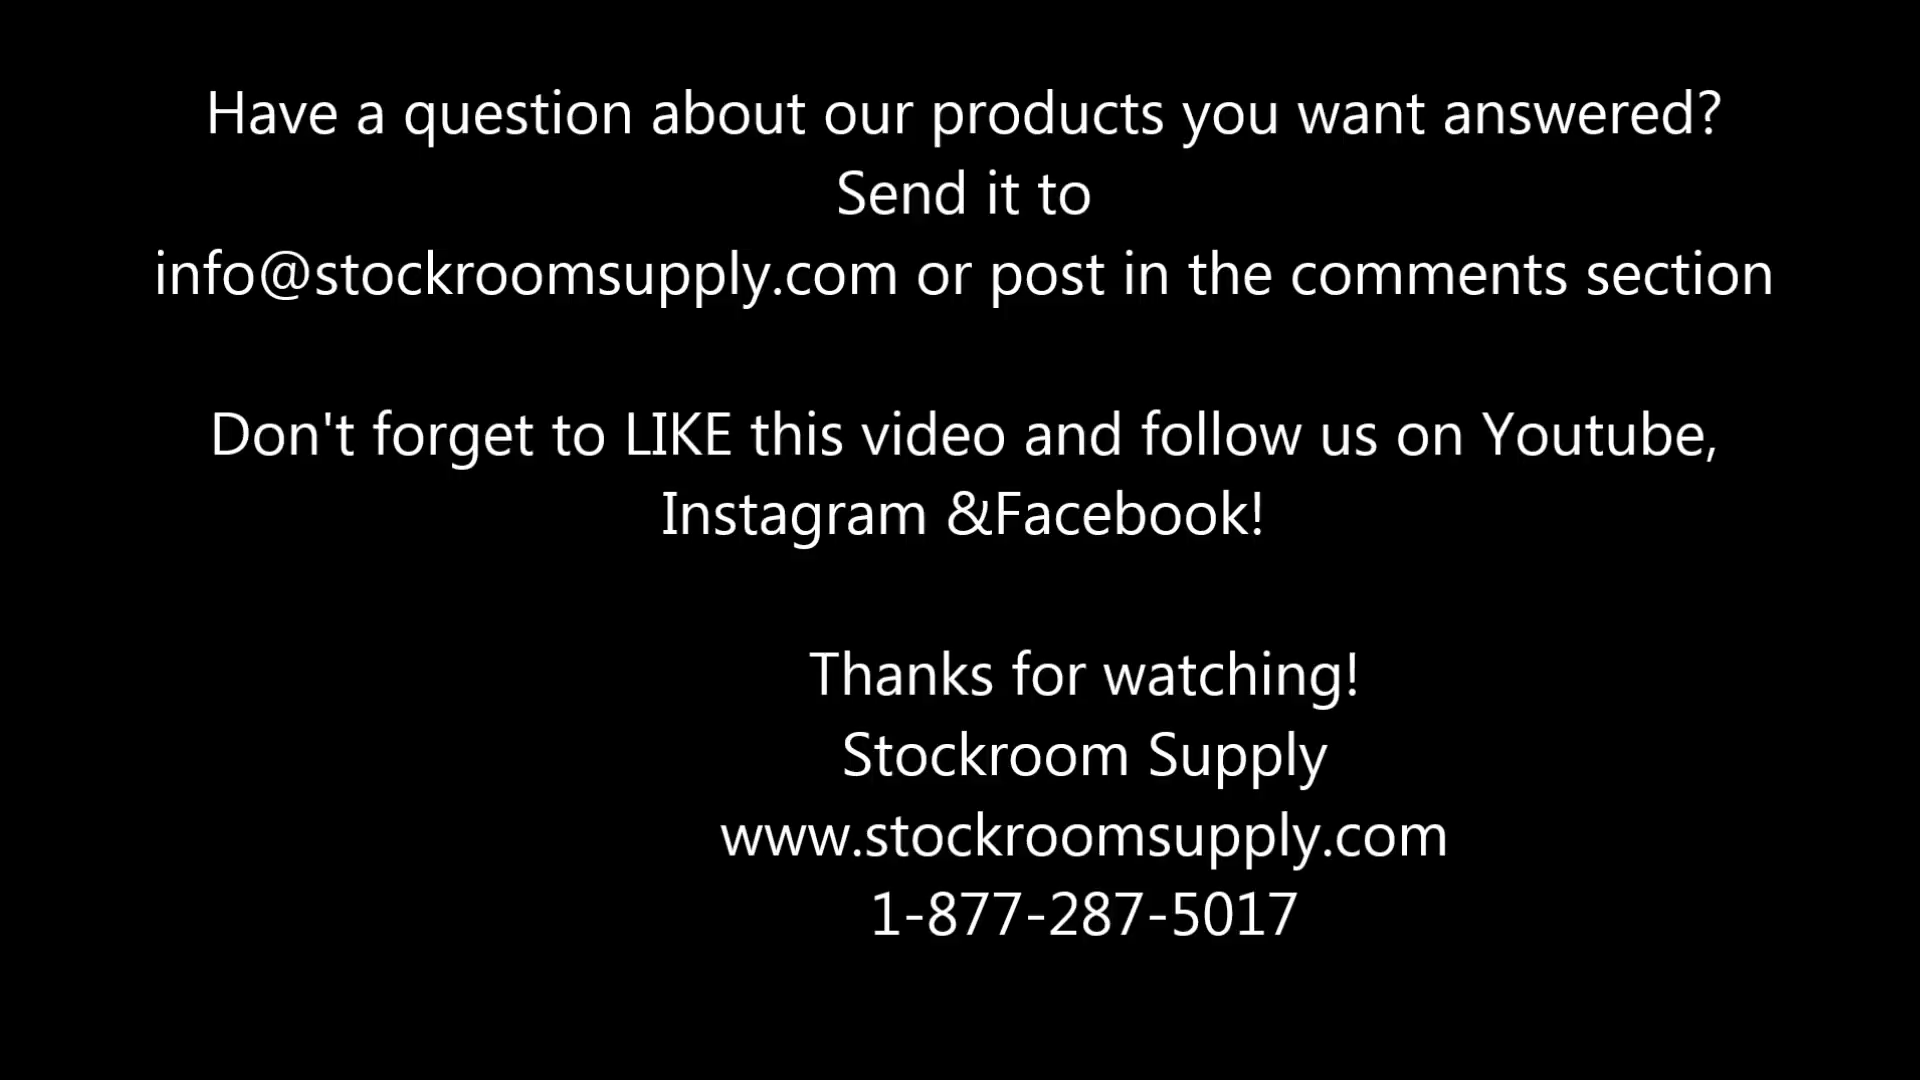 Have a question about our products you want answered?
Send it to
info@stockroomsupply.com or post in the comments section
Don't forget to LIKE this video and follow us on Youtube,
Instagram &Facebook!
Thanks for watching!
Stockroom Supply
www.stockroomsupply.com
1-877-287-5017